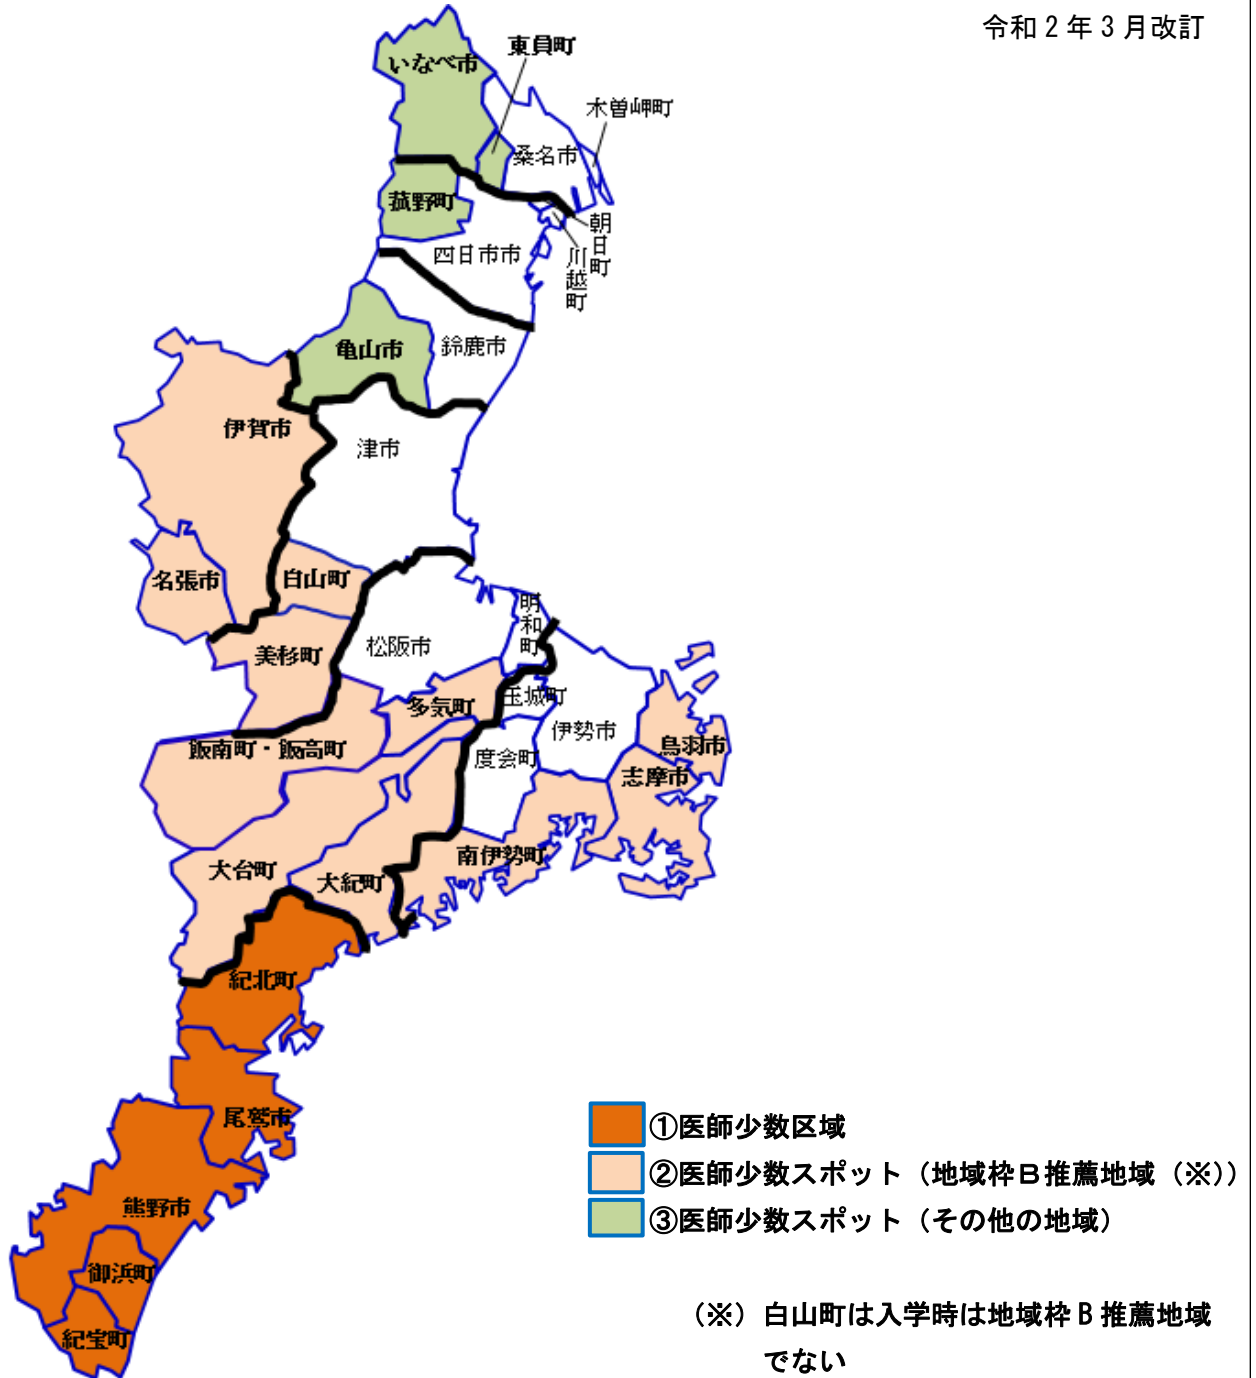 令和2年3月改訂
いなべ市
東員町
木曽岬町
桑名市
菰野町
朝日町
川越町
四日市市
亀山市
鈴鹿市
伊賀市
津市
名張市
白山町
美杉町
松阪市
明和町
多気町
玉城町
伊勢市
鳥羽市
飯南町・飯高町
度会町
志摩市
大台町
大紀町
南伊勢町
紀北町
尾鷲市
熊野市
御浜町
紀宝町
①医師少数区域
②医師少数スポット（地域枠B推薦地域（※））
③医師少数スポット（その他の地域）
（※）白山町は入学時は地域枠B推薦地域
でない